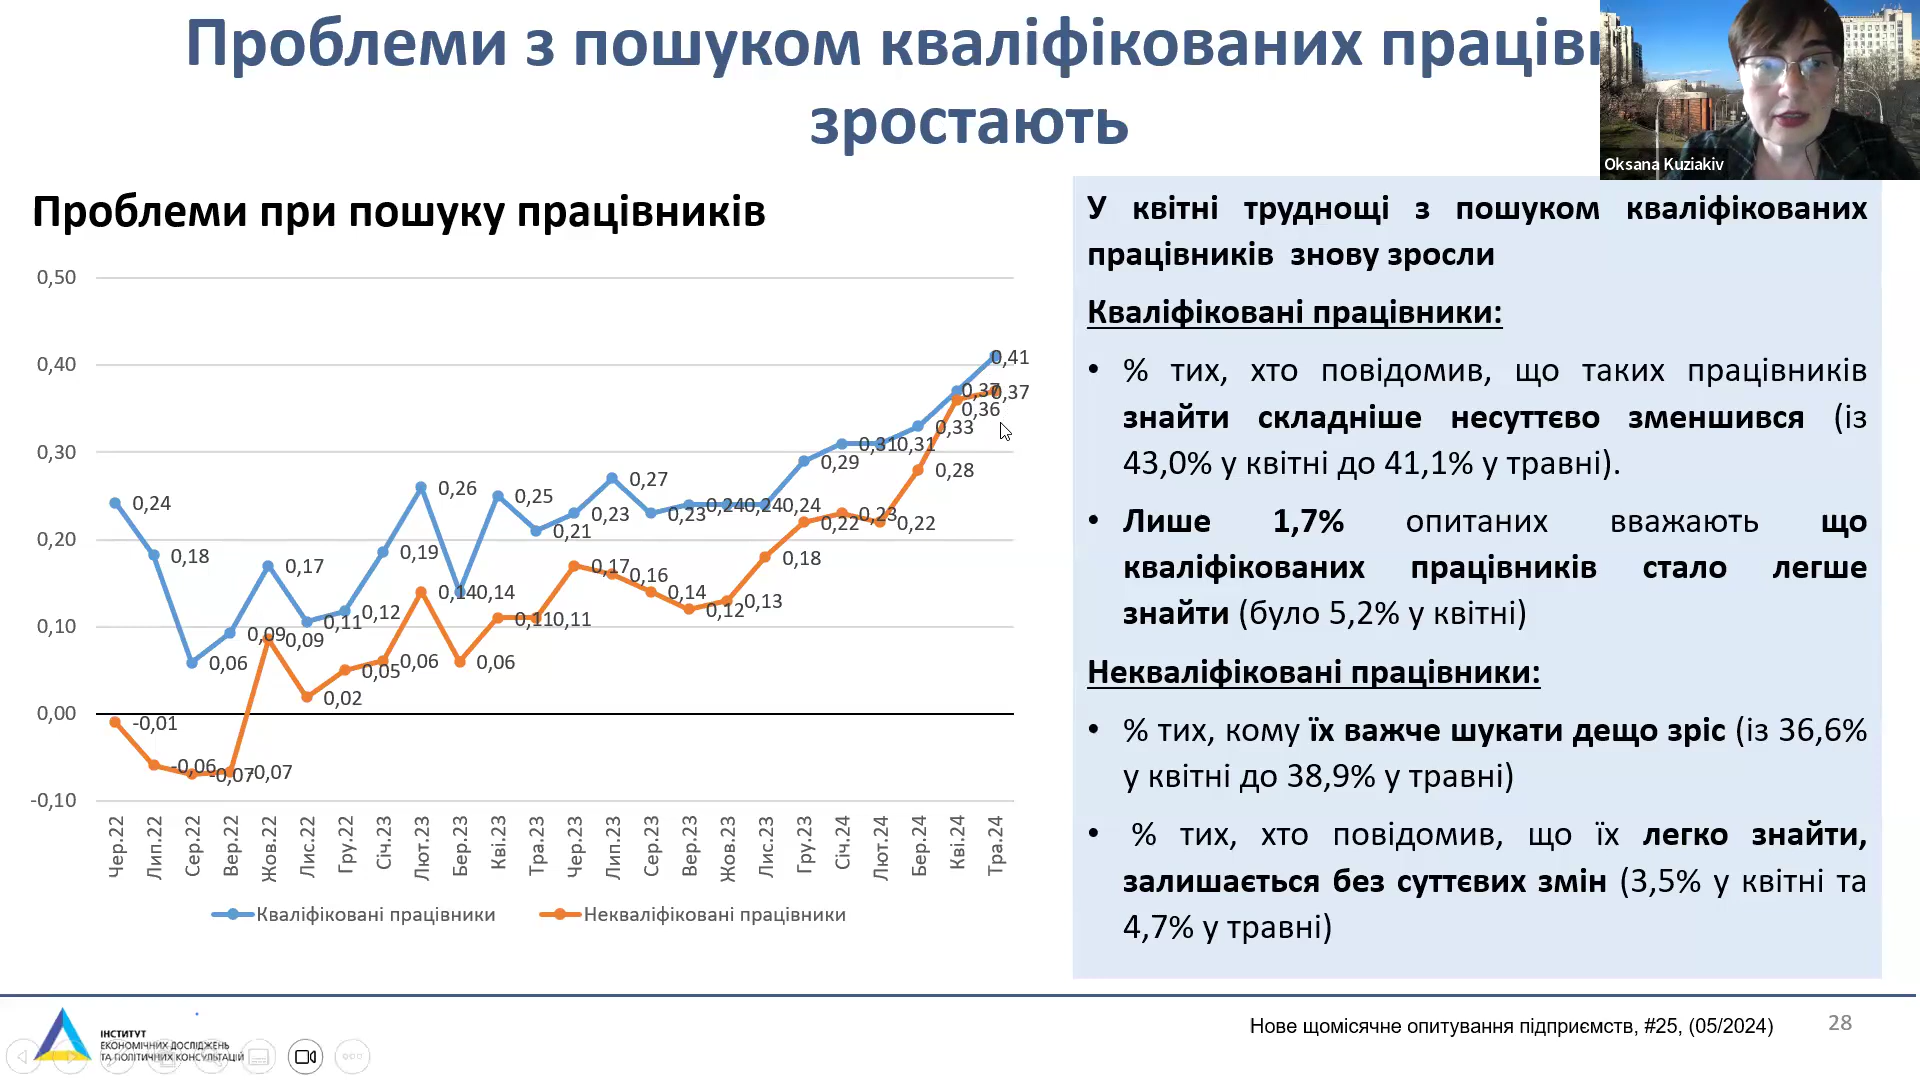 Проблеми з пошуком кваліфікованих
зростають
Oksana Kuziakiv
Проблеми при пошуку працівників
0,50
0,40
0,30
0,20
0,10
0,00
-0,10
0,24
0,18
0,06
0,09
0,17
0,11
0,12
0,19
0,26
0,14
0,25
0,21
0,23
0,27
0,23
0,24
0,24
0,24
0,29
0,31
0,31
0,33
0,37
0,41
-0,01
-0,06
-0,07
-0,07
0,09
0,02
0,05
0,06
0,14
0,06
0,11
0,11
0,17
0,16
0,14
0,12
0,13
0,18
0,22
0,23
0,22
0,28
0,36
0,37
Чер.22
Лип.22
Сер.22
Вер.22
Жов.22
Лис.22
Гру.22
Січ.23
Лют.23
Бер.23
Кві.23
Тра.23
Чер.23
Лип.23
Сер.23
Вер.23
Жов.23
Лис.23
Гру.23
Січ.24
Лют.24
Бер.24
Кві.24
Тра.24
Кваліфіковані працівники
Некваліфіковані працівники
У квітні труднощі з пошуком кваліфікованих
працівників знову зросли
Кваліфіковані працівники:
• % тих, хто повідомив, що таких працівників
знайти складніше несуттєво зменшився (із
43,0% у квітні до 41,1% у травні).
• Лише 1,7% опитаних вважають що
кваліфікованих працівників стало легше
знайти (було 5,2% у квітні)
Некваліфіковані працівники:
• % тих, кому їх важче шукати дещо зріс (із 36,6%
у квітні до 38,9% у травні)
• % тих, хто повідомив, що їх легко знайти,
залишається без суттєвих змін (3,5% у квітні та
4,7% у травні)
ІНСТИТУТ
ЕКОНОМІЧНИХ ДОСЛІДЖЕНЬ
ТА ПОЛІТИЧНИХ КОНСУЛЬТАЦІЙ
Нове щомісячне опитування підприємств, #25, (05/2024)
28